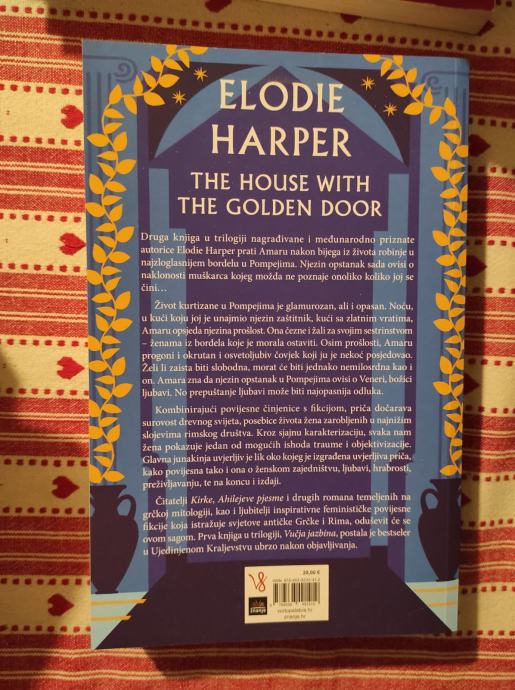 ELODIE
HARPER
THE HOUSE WITH
THE GOLDEN DOOR
Druga knjiga u trilogiji nagrađivane i međunarodno priznate
autorice Elodie Harper prati Amaru nakon bijega iz života robinje u
najzloglasnijem bordelu u Pompejima. Njezin opstanak sada ovisi o
naklonosti muškarca kojeg možda ne poznaje onoliko koliko joj se
čini…
Život kurtizane u Pompejima je glamurozan, ali i opasan. Noću,
u kući koju joj je unajmio njezin zaštitnik, kući sa zlatnim vratima,
Amaru opsjeda njezina prošlost. Ona čezne i žali za svojim sestrinstvom
– ženama iz bordela koje je morala ostaviti. Osim prošlosti, Amaru
progoni i okrutan i osvetoljubiv čovjek koji ju je nekoć posjedovao.
Želi li zaista biti slobodna, morat će biti jednako nemilosrdna kao i
on. Amara zna da njezin opstanak u Pompejima ovisi o Veneri, božici
ljubavi. No prepuštanje ljubavi može biti najopasnija odluka.
Kombinirajući povijesne činjenice s fikcijom, priča dočarava
surovost drevnog svijeta, posebice života žena zarobljenih u najnižim
slojevima rimskog društva. Kroz sjajnu karakterizaciju, svaka nam
žena pokazuje jedan od mogućih ishoda traume i objektivizacije.
Glavna junakinja uvjerljiv je lik oko kojeg je izgrađena uvjerljiva priča,
kako povijesna tako i ona o ženskom zajedništvu, ljubavi, hrabrosti,
preživljavanju, te na koncu i izdaji.
Čitatelji Kirke, Ahilejeve pjesme i drugih romana temeljenih na
grčkoj mitologiji, kao i ljubitelji inspirativne feminističke povijesne
fikcije koja istražuje svjetove antičke Grčke i Rima, oduševit će se
ovom sagom. Prva knjiga u trilogiji, Vučja jazbina, postala je bestseler
u Ujedinjenom Kraljevstvu ubrzo nakon objavljivanja.
20,00 €
znanje
znanje.hr